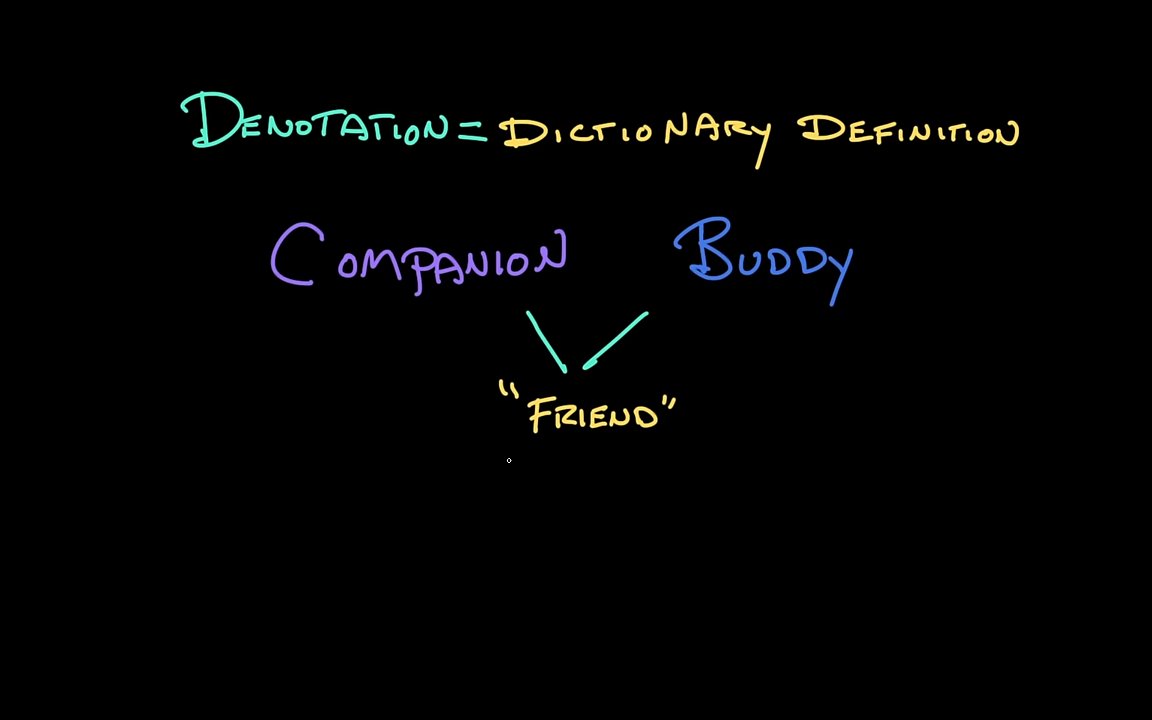 DENOTATION = DICTIONARY DEFINITION
COMPANION BUDDY
"FRIEND"